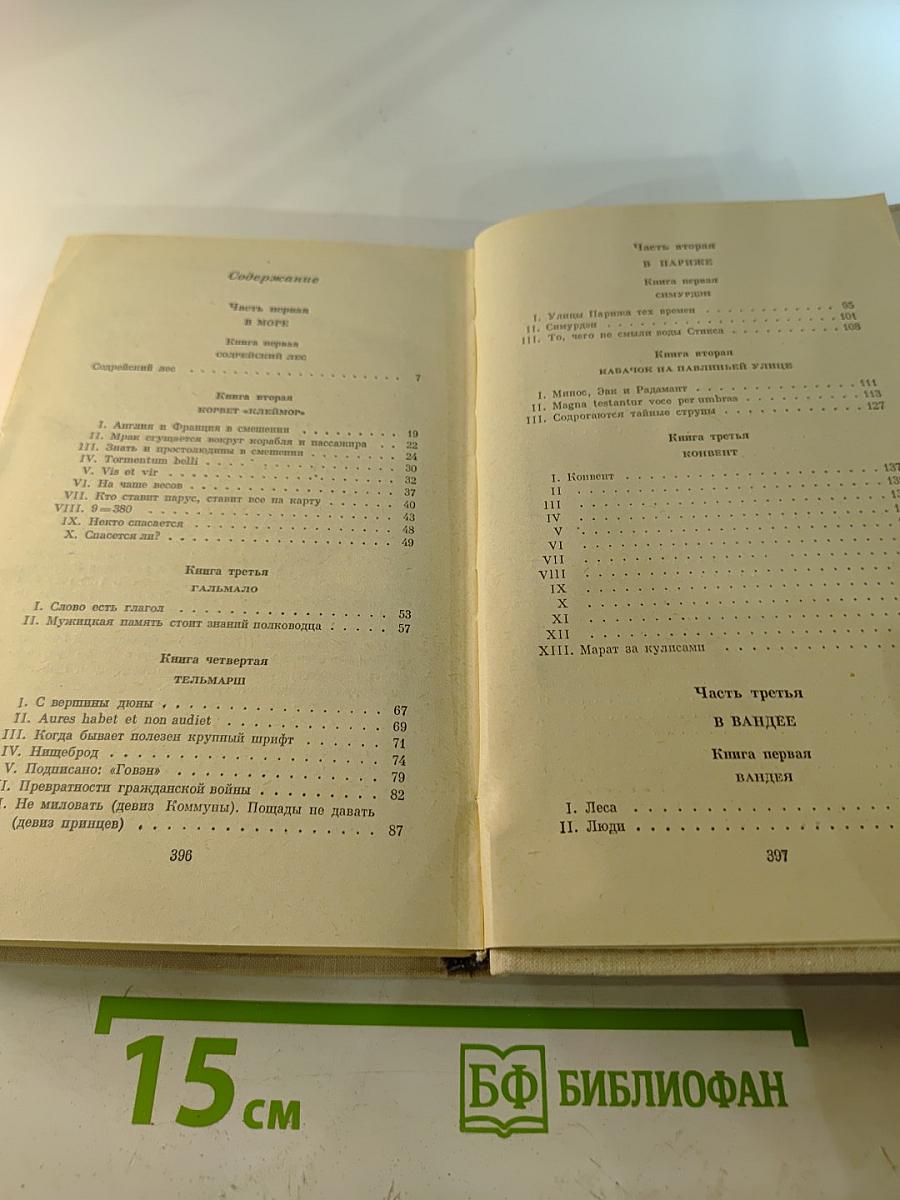 Содержание
Часть первая
В МОРЕ
Книга первая
СОДРЕЙСКИЙ ЛЕС
Содрейский лес . . . . . . . . . . . . . . . . . 7
Книга вторая
КОРВЕТ «КЛЕЙМОР»
I. Англия и Франция в смешении . . . . . . . . 19
II. Мрак сгущается вокруг корабля и пассажира . . 22
III. Знать и простолюдины в смешении . . . . . . . 24
IV. Tormentum belli . . . . . . . . . . . . . . . 30
V. Vis et vir . . . . . . . . . . . . . . . . . . 32
VI. На чаше весов . . . . . . . . . . . . . . . . 37
VII. Кто ставит парус, ставит все на карту . . . . . 40
VIII. 9=380 . . . . . . . . . . . . . . . . . . . 43
IX. Некто спасается . . . . . . . . . . . . . . . 48
X. Спасется ли? . . . . . . . . . . . . . . . . . 49
Книга третья
ГАЛЬМАЛО
I. Слово есть глагол . . . . . . . . . . . . . . 53
II. Мужицкая память стоит знаний полководца . . . . . 57
Книга четвертая
ТЕЛЬМАРШ
I. С вершины дюны . . . . . . . . . . . . . . . 67
II. Aures habet et non audiet . . . . . . . . . . . 69
III. Когда бывает полезен крупный шрифт . . . . . . 71
IV. Нищеброд . . . . . . . . . . . . . . . . . . 74
V. Подписано: «Говэн» . . . . . . . . . . . . . . 79
I. Превратности гражданской войны . . . . . . . . . 82
I. Не миловать (девиз Коммуны). Пощады не давать
(девиз принцев) . . . . . . . . . . . . . . . . 87
396
Часть вторая
В ПАРИЖЕ
Книга первая
СИМУРДЭН
I. Улицы Парижа тех времен . . . . . . . . . . . 95
II. Симурдэн . . . . . . . . . . . . . . . . . . 101
III. То, чего не смыли воды Стикса . . . . . . . . . 108
Книга вторая
КАБАЧОК НА ПАВЛИНЬЕЙ УЛИЦЕ
I. Минос, Эак и Радамант . . . . . . . . . . . . 111
II. Magna testantur voce per umbras . . . . . . . . 113
III. Содрогаются тайные струны . . . . . . . . . . 127
Книга третья
КОНВЕНТ
I. Конвент . . . . . . . . . . . . . . . . . . 137
II . . . . . . . . . . . . . . . . . . . . 13
III . . . . . . . . . . . . . . . . . . . . 13
IV . . . . . . . . . . . . . . . . . . . . 1
V . . . . . . . . . . . . . . . . . . . .
VI . . . . . . . . . . . . . . . . . . . .
VII . . . . . . . . . . . . . . . . . . . .
VIII . . . . . . . . . . . . . . . . . . . .
IX . . . . . . . . . . . . . . . . . . . .
X . . . . . . . . . . . . . . . . . . . .
XI . . . . . . . . . . . . . . . . . . . .
XII . . . . . . . . . . . . . . . . . . . .
XIII. Марат за кулисами . . . . . . . . . . . .
Часть третья
В ВАНДЕЕ
Книга первая
ВАНДЕЯ
I. Леса . . . . . . . . . . . . . . . . . .
II. Люди . . . . . . . . . . . . . . . . . .
397
15 см
БФ БИБЛИОФАН